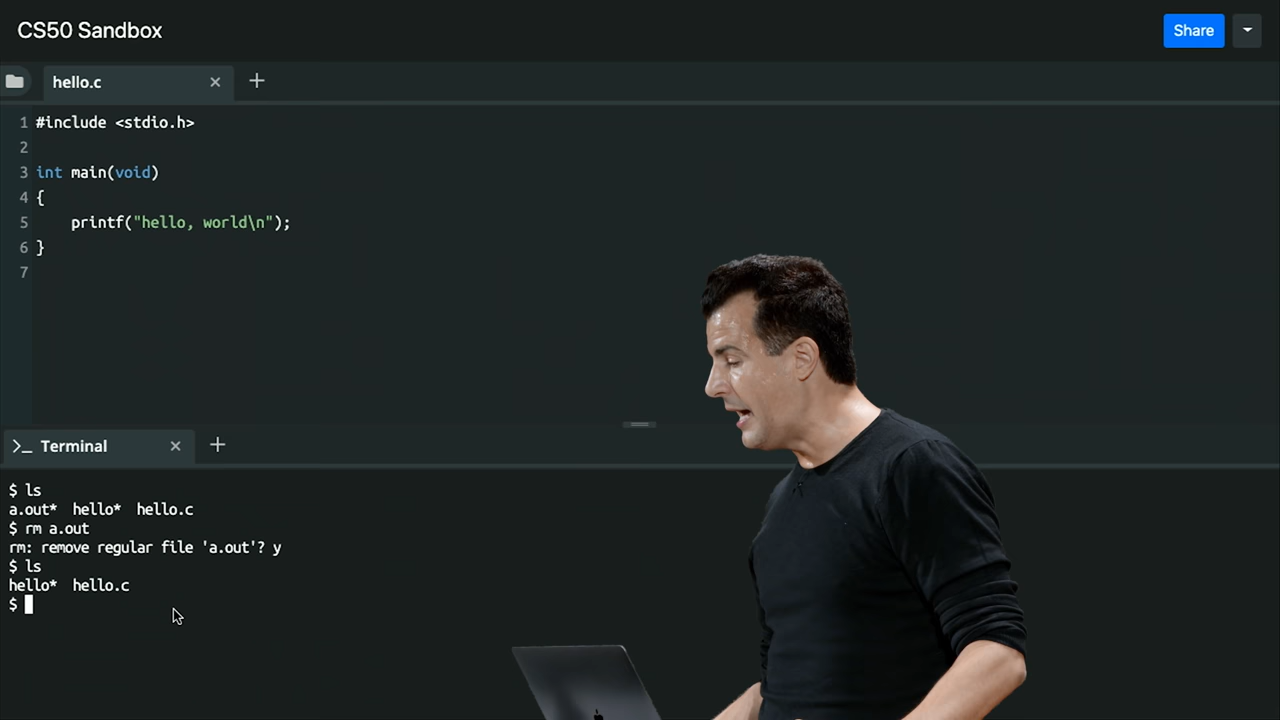 CS50 Sandbox
Share
hello.c
1 #include <stdio.h>
2
3 int main(void)
4 {
5     printf("hello, world\n");
6 }
7
>_ Terminal
$ ls
a.out*  hello*  hello.c
$ rm a.out
rm: remove regular file 'a.out'? y
$ ls
hello*  hello.c
$